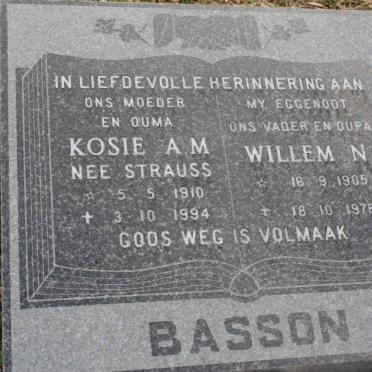 IN LIEFDEVOLLE HERINNERING AAN
ONS MOEDER
EN OUMA
KOSIE A.M.
NEE STRAUSS
☆ 5.5.1910
✝ 3.10.1994
MY EGGENOOT
ONS VADER EN OUPA
WILLEM N
☆ 16.9.1905
✝ 18.10.1978
GODS WEG IS VOLMAAK
BASSON